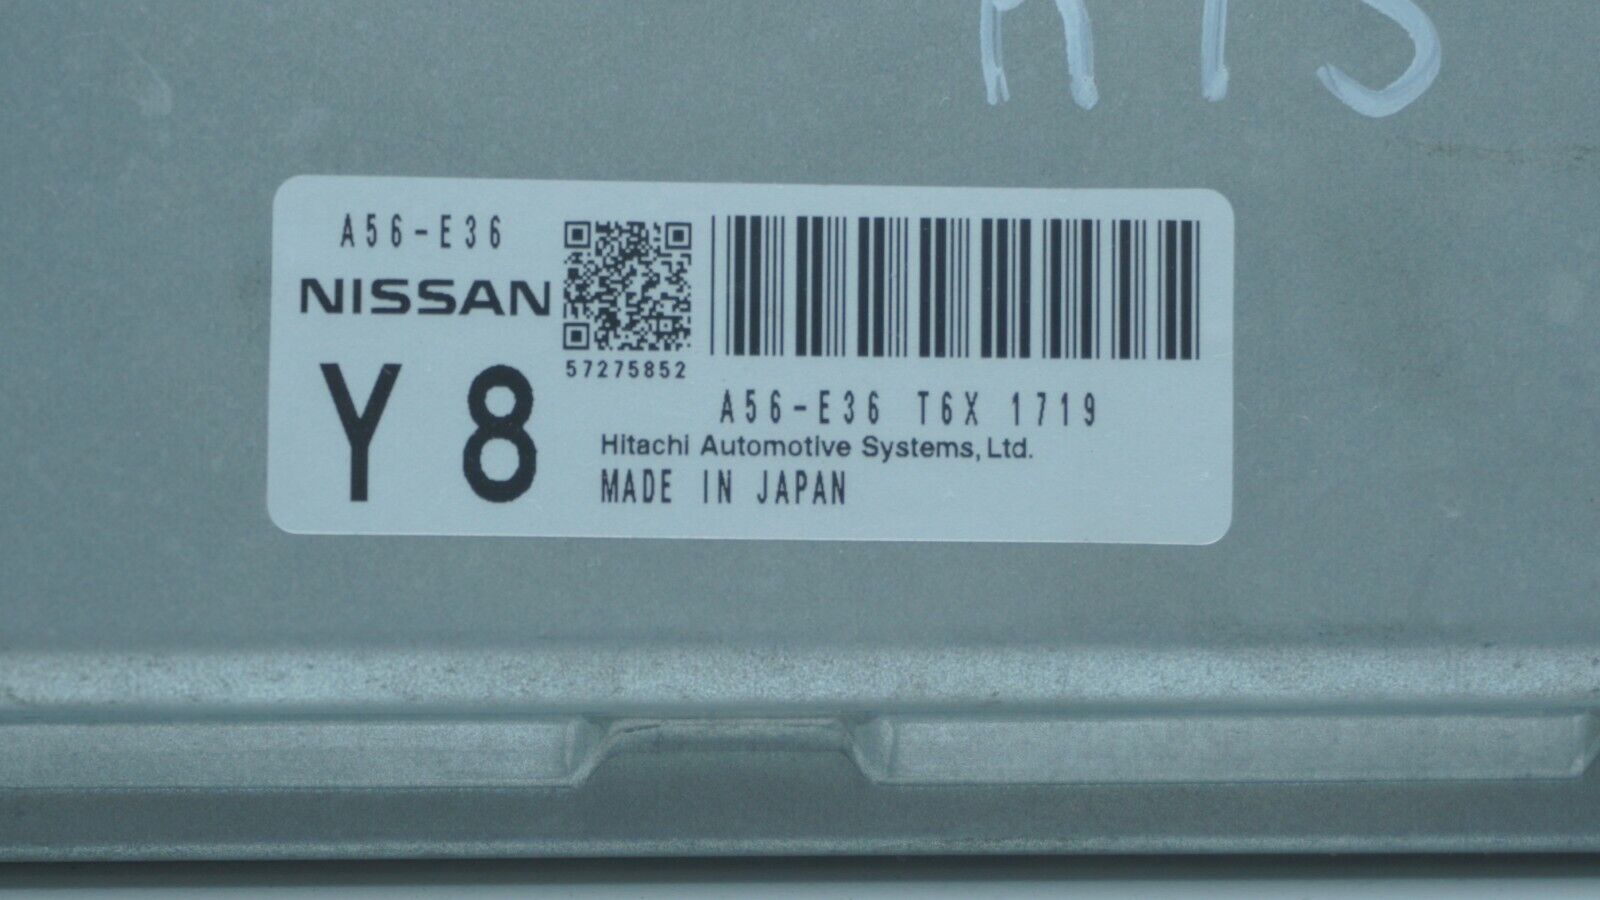 A56-E36
NISSAN
Y8
57275852
A56-E36 T6X 1719
Hitachi Automotive Systems, Ltd.
MADE IN JAPAN